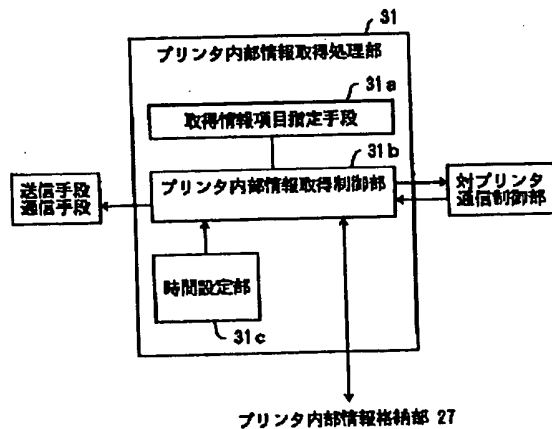 31
プリンタ内部情報取得処理部
31a
取得情報項目指定手段
31b
プリンタ内部情報取得制御部
送信手段
通信手段
対プリンタ
通信制御部
時間設定部
31c
プリンタ内部情報格納部 27